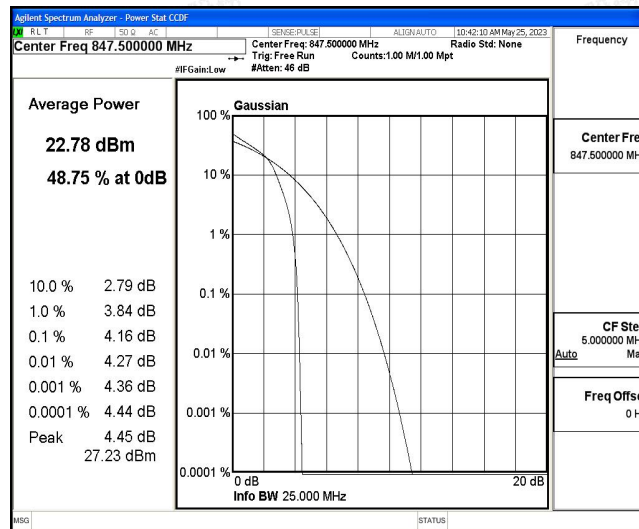 Agilent Spectrum Analyzer - Power Stat CCDF
RLT RF 50 Ω AC SENSE:PULSE ALIGNAUTO 10:42:10 AM May 25, 2023
Center Freq 847.500000 MHz
Center Freq: 847.500000 MHz Radio Std: None
Trig: Free Run Counts:1.00 M/1.00 Mpt
#IFGain:Low #Atten: 46 dB
Frequency
Average Power
22.78 dBm
48.75 % at 0dB
10.0 % 2.79 dB
1.0 % 3.84 dB
0.1 % 4.16 dB
0.01 % 4.27 dB
0.001 % 4.36 dB
0.0001 % 4.44 dB
Peak 4.45 dB
27.23 dBm
Gaussian
100 %
10 %
1 %
0.1 %
0.01 %
0.001 %
0.0001 %
0 dB 20 dB
Info BW 25.000 MHz
Center Fre
847.500000 MH
CF Ste
5.000000 MH
Auto Ma
Freq Offse
0 H
MSG STATUS